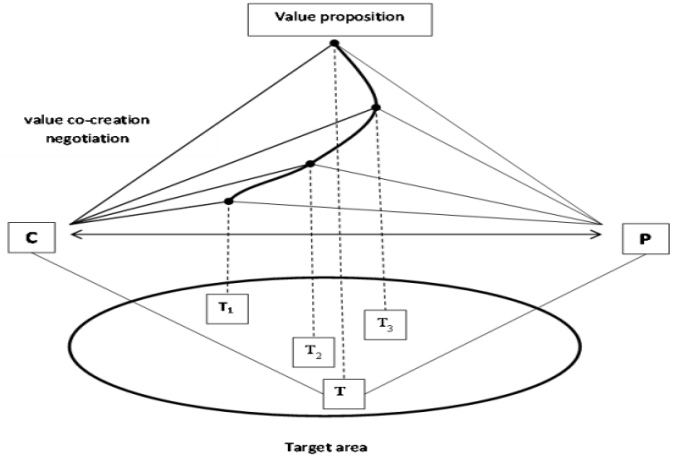 Value proposition
value co-creation
negotiation
C
P
T₁
T₃
T₂
T
Target area